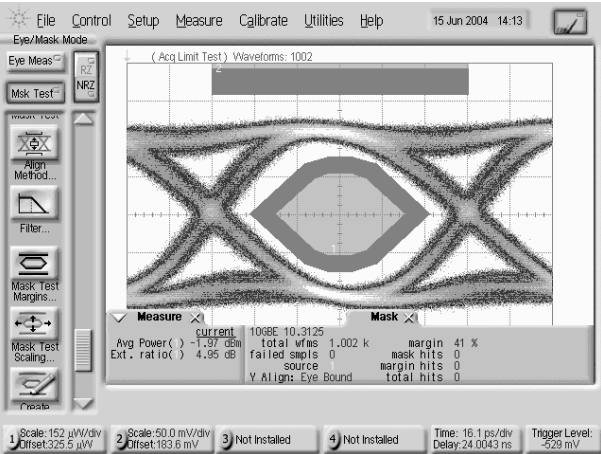 File Control Setup Measure Calibrate Utilities Help 15 Jun 2004 14:13
Eye/Mask Mode
Eye Meas
RZ
Msk Test
NRZ
Mask Test
Align Method...
Filter...
Mask Test Margins...
Mask Test Scaling...
Create
( Acq Limit Test ) Waveforms: 1002
2
1
Measure
current
Avg Power( ) -1.97 dBm
Ext. ratio( ) 4.95 dB
Mask
10GBE 10.3125
total wfms 1.002 k margin 41 %
failed smpls 0 mask hits 0
source 1 margin hits 0
Y Align: Eye Bound total hits 0
1 Scale: 152 µW/div
Offset: 325.5 µW
2 Scale: 50.0 mV/div
Offset: 183.6 mV
3 Not Installed
4 Not Installed
Time: 16.1 ps/div
Delay: 24.0043 ns
Trigger Level:
-529 mV